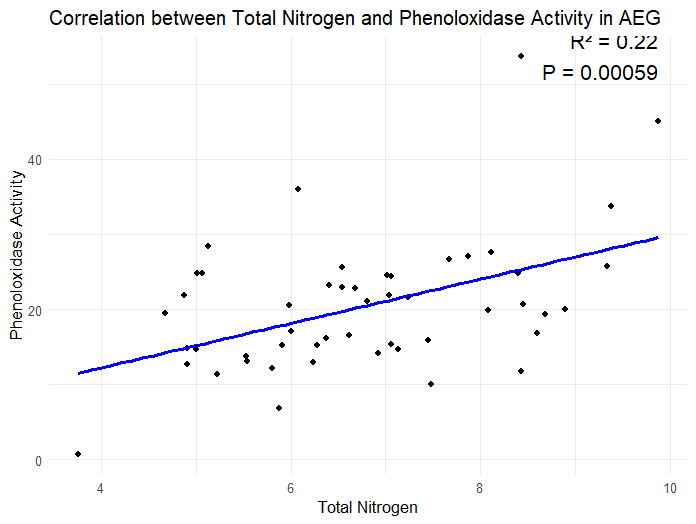 Correlation between Total Nitrogen and Phenoloxidase Activity in AEG
R² = 0.22
P = 0.00059
Phenoloxidase Activity
40
20
0
4 6 8 10
Total Nitrogen